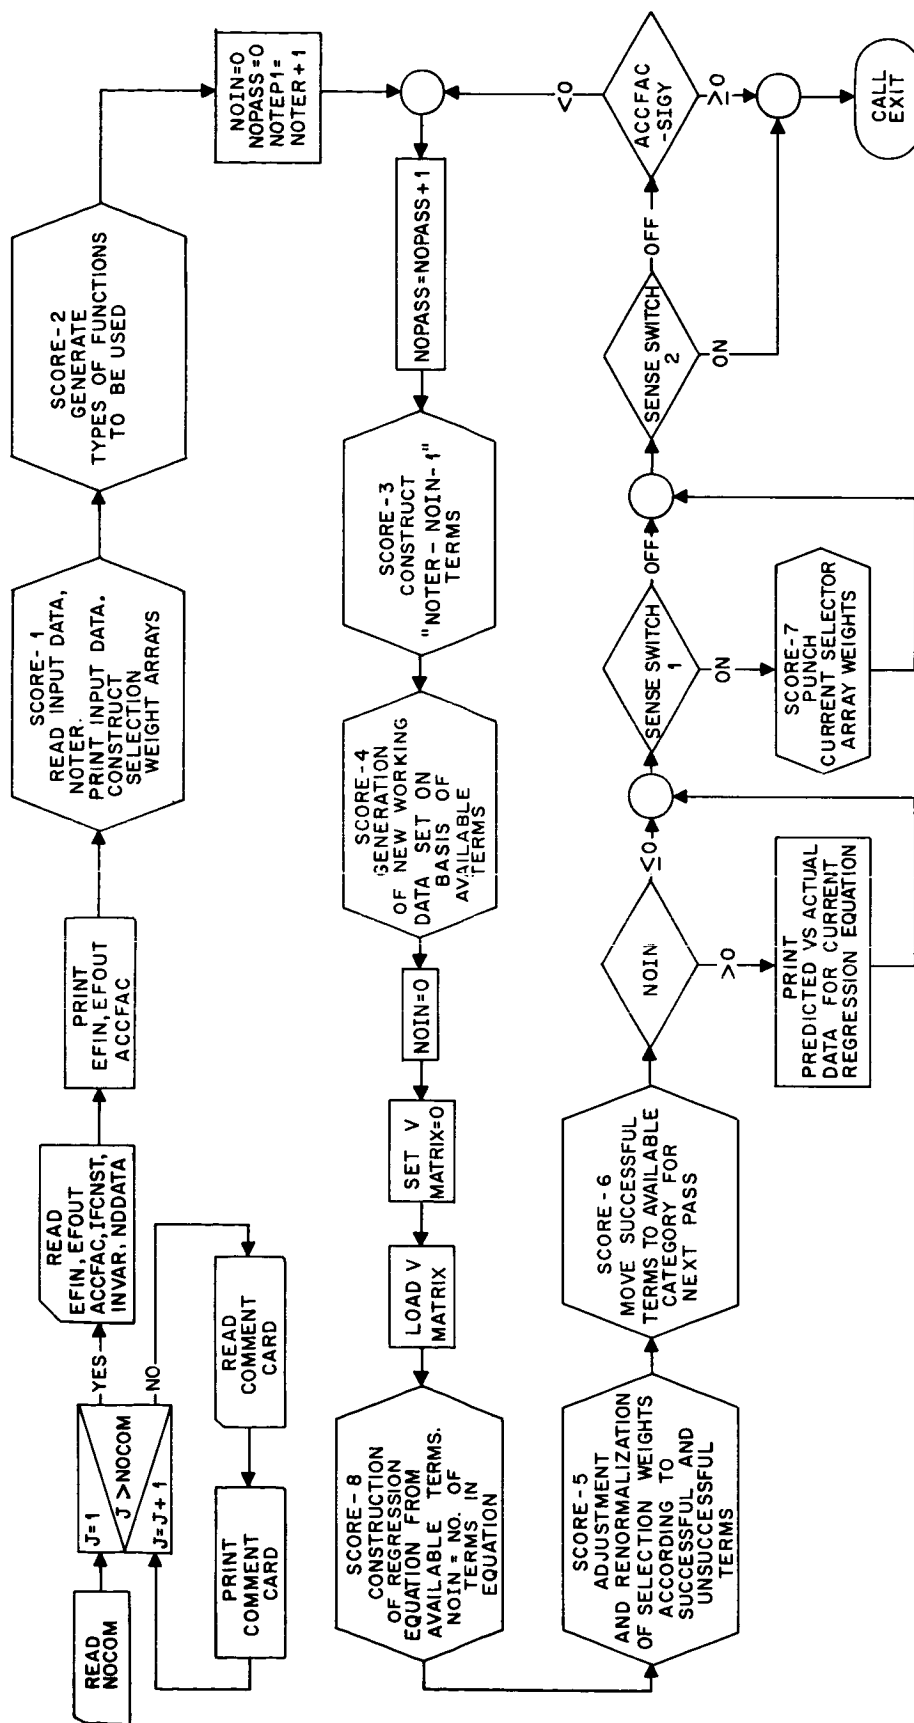 READ
NOCOM
J=1
J >NOCOM
J=J+1
YES
NO
READ
COMMENT
CARD
PRINT
COMMENT
CARD
READ
EFIN, EFOUT
ACCFAC, IFCNST,
INVAR. NDDATA
PRINT
EFIN, EFOUT
ACCFAC
SCORE-1
READ INPUT DATA,
NOTER.
PRINT INPUT DATA.
CONSTRUCT
SELECTION
WEIGHT ARRAYS
SCORE-2
GENERATE
TYPES OF FUNCTIONS
TO BE USED
NOIN=0
NOPASS=0
NOTEP1=
NOTER+1
NOPASS=NOPASS+1
SCORE-3
CONSTRUCT
"NOTER-NOIN-1"
TERMS
SCORE-4
GENERATION
OF NEW WORKING
DATA SET ON
BASIS OF
AVAILABLE
TERMS
NOIN=0
SET V
MATRIX=0
LOAD V
MATRIX
SCORE-8
CONSTRUCTION
OF REGRESSION
EQUATION FROM
AVAILABLE TERMS.
NOIN = NO. OF
TERMS IN
EQUATION
SCORE-5
ADJUSTMENT
AND RENORMALIZATION
OF SELECTION WEIGHTS
ACCORDING TO
SUCCESSFUL AND
UNSUCCESSFUL
TERMS
SCORE-6
MOVE SUCCESSFUL
TERMS TO AVAILABLE
CATEGORY FOR
NEXT PASS
NOIN
≤0
>0
PRINT
PREDICTED VS ACTUAL
DATA FOR CURRENT
REGRESSION EQUATION
SENSE SWITCH
1
OFF
ON
SCORE-7
PUNCH
CURRENT SELECTOR
ARRAY WEIGHTS
SENSE SWITCH
2
OFF
ON
ACCFAC
-SIGY
<0
≥0
CALL
EXIT